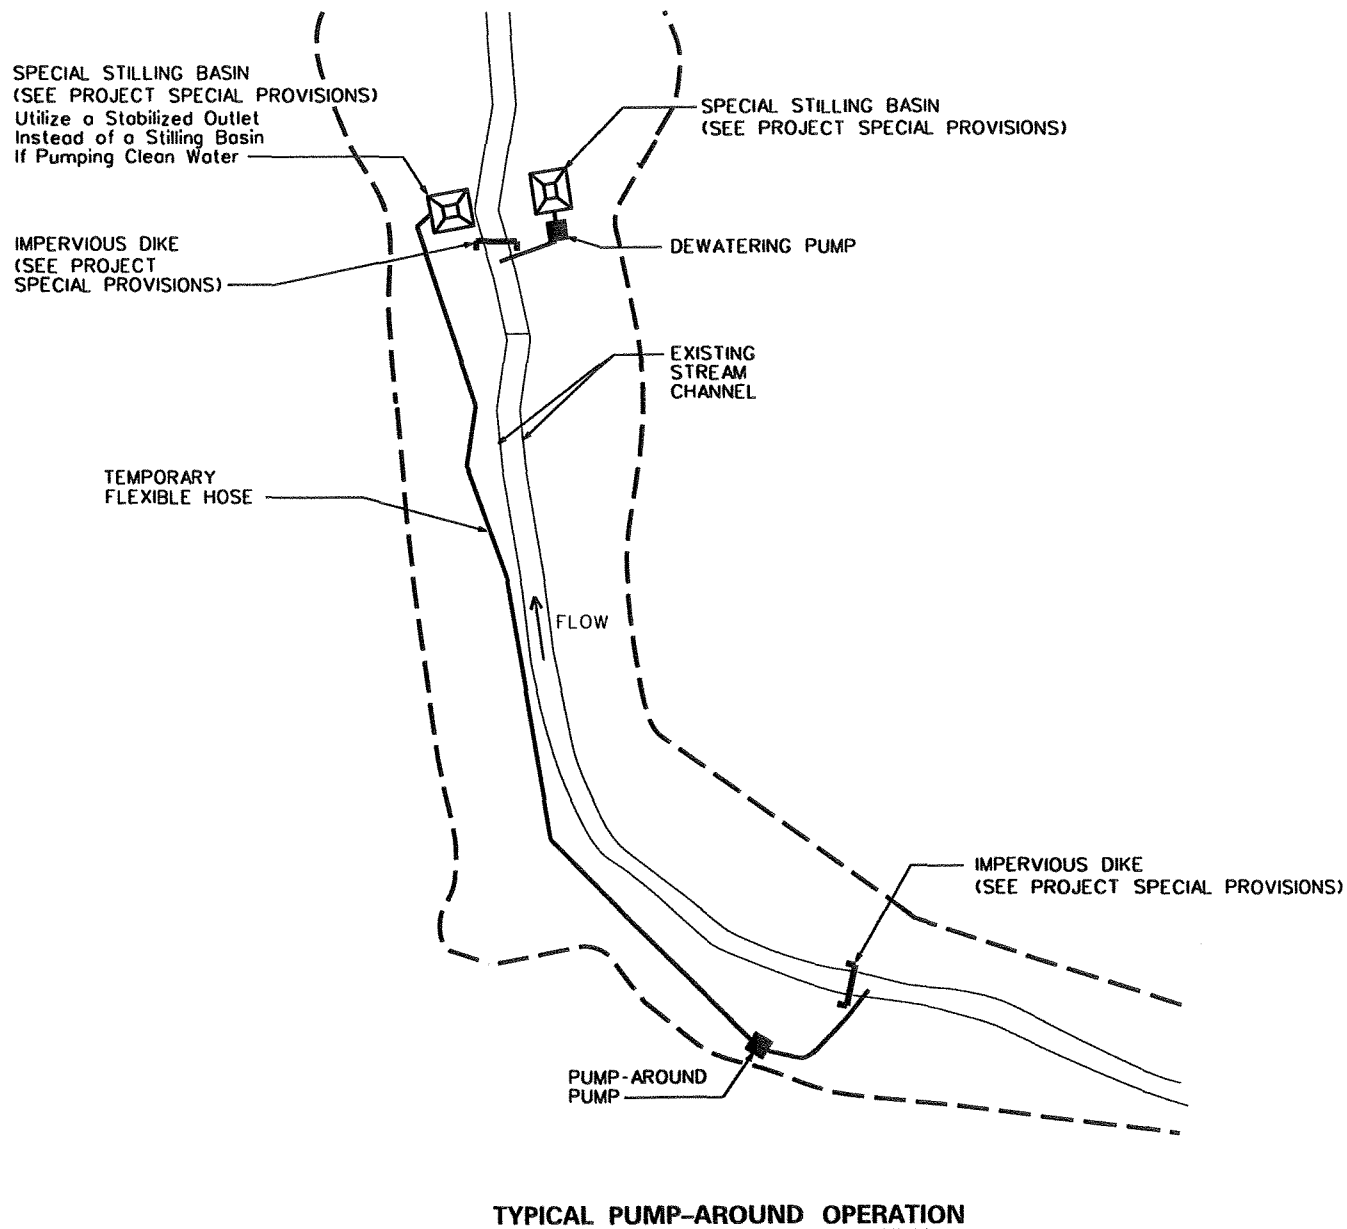 SPECIAL STILLING BASIN
(SEE PROJECT SPECIAL PROVISIONS)
Utilize a Stabilized Outlet
Instead of a Stilling Basin
If Pumping Clean Water
SPECIAL STILLING BASIN
(SEE PROJECT SPECIAL PROVISIONS)
IMPERVIOUS DIKE
(SEE PROJECT
SPECIAL PROVISIONS)
DEWATERING PUMP
EXISTING
STREAM
CHANNEL
TEMPORARY
FLEXIBLE HOSE
FLOW
IMPERVIOUS DIKE
(SEE PROJECT SPECIAL PROVISIONS)
PUMP-AROUND
PUMP
TYPICAL PUMP-AROUND OPERATION